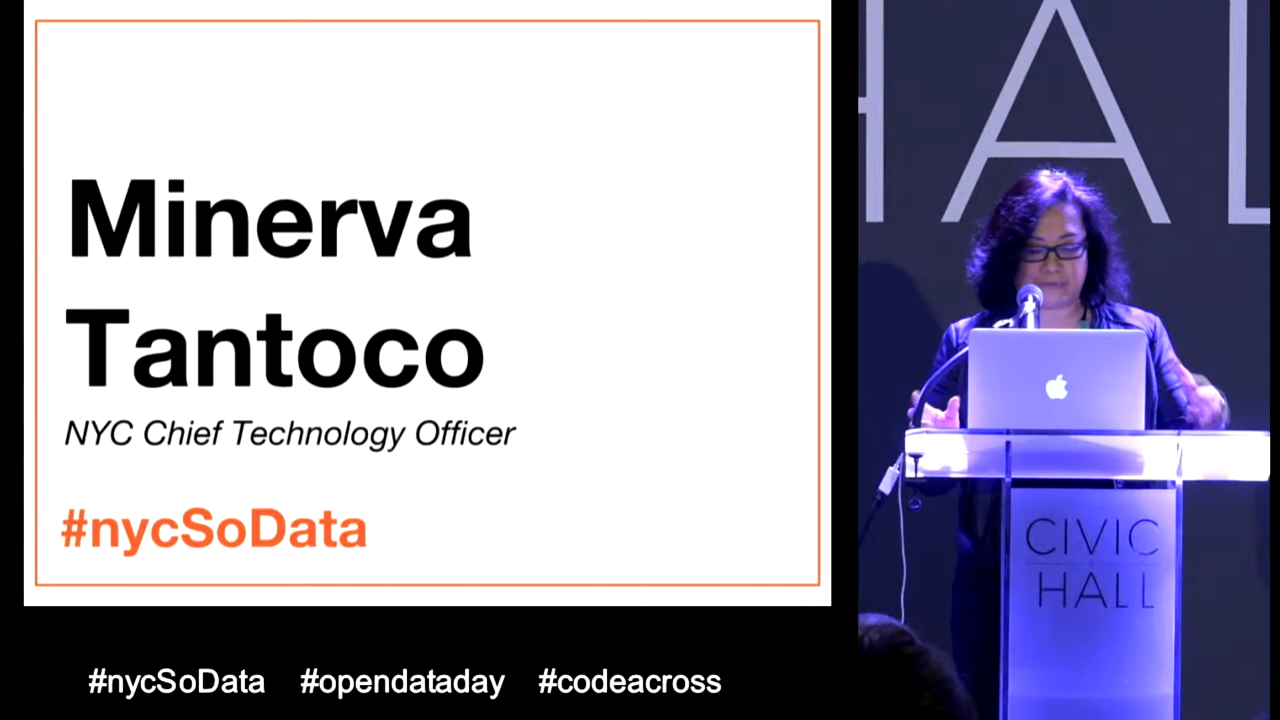 Minerva
Tantoco
NYC Chief Technology Officer
#nycSoData
#nycSoData #opendataday #codeacross
HAL
CIVIC
HALL